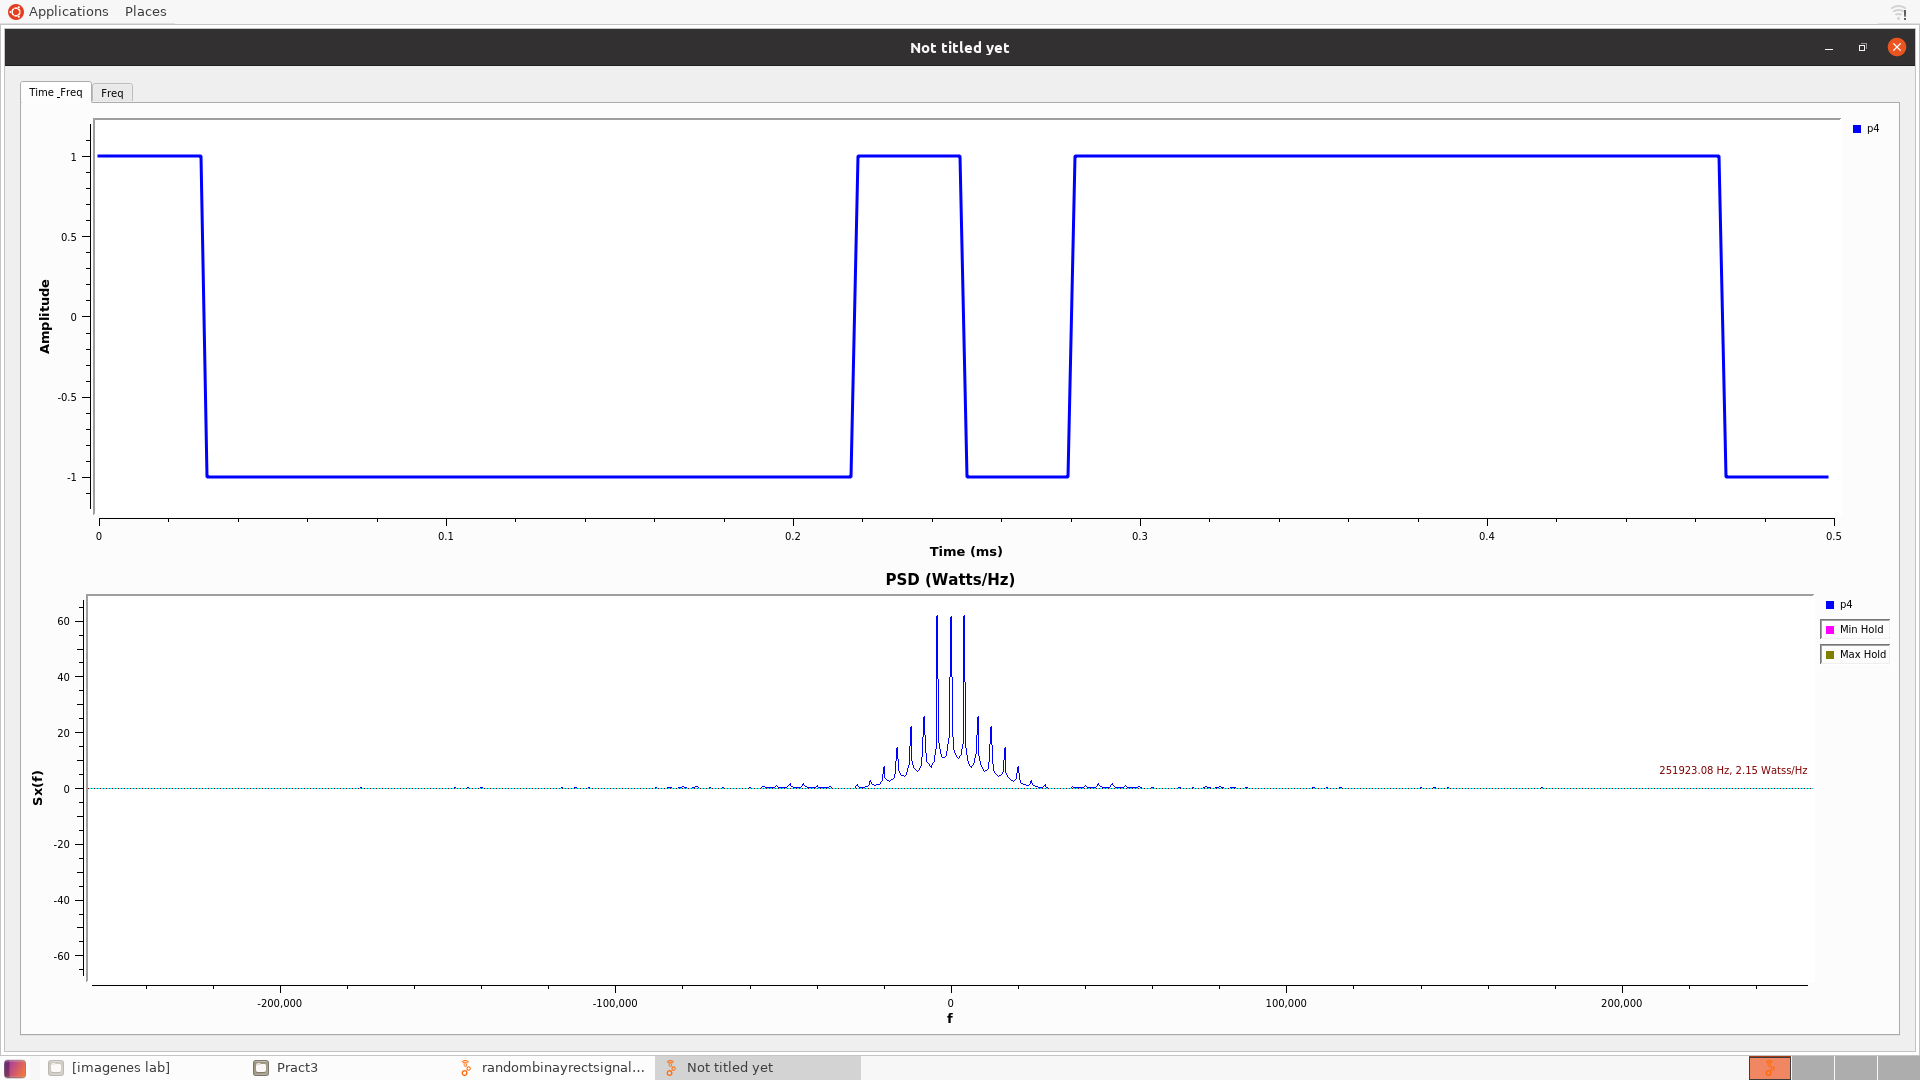 Applications Places
Not titled yet
Time _Freq Freq
p4
1
0.5
0
-0.5
-1
Amplitude
0 0.1 0.2 0.3 0.4 0.5
Time (ms)
PSD (Watts/Hz)
p4
Min Hold
Max Hold
60
40
20
0
-20
-40
-60
Sx(f)
251923.08 Hz, 2.15 Watss/Hz
-200,000 -100,000 0 100,000 200,000
f
[imagenes lab] Pract3 randombinayrectsignal... Not titled yet